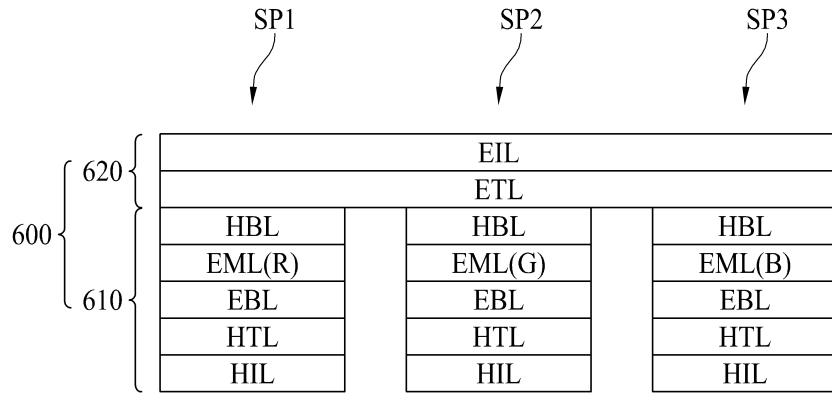 SP1 SP2 SP3
EIL
620
ETL
600
HBL HBL HBL
EML(R) EML(G) EML(B)
610
EBL EBL EBL
HTL HTL HTL
HIL HIL HIL